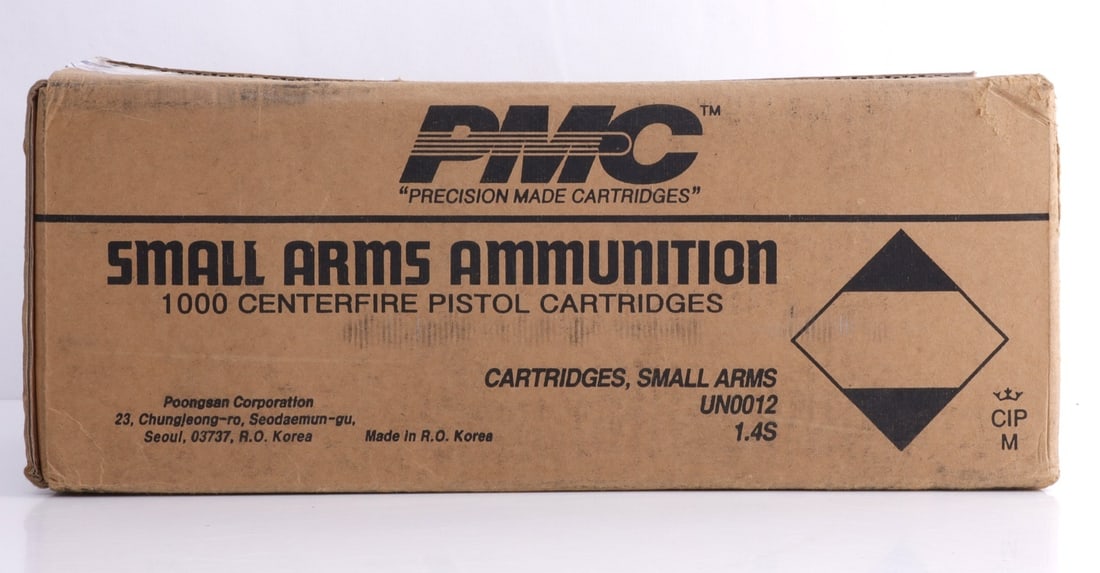 PMC™
"PRECISION MADE CARTRIDGES"
SMALL ARMS AMMUNITION
1000 CENTERFIRE PISTOL CARTRIDGES
CARTRIDGES, SMALL ARMS
UN0012
1.4S
Poongsan Corporation
23, Chungjeong-ro, Seodaemun-gu,
Seoul, 03737, R.O. Korea
Made in R.O. Korea
CIP
M